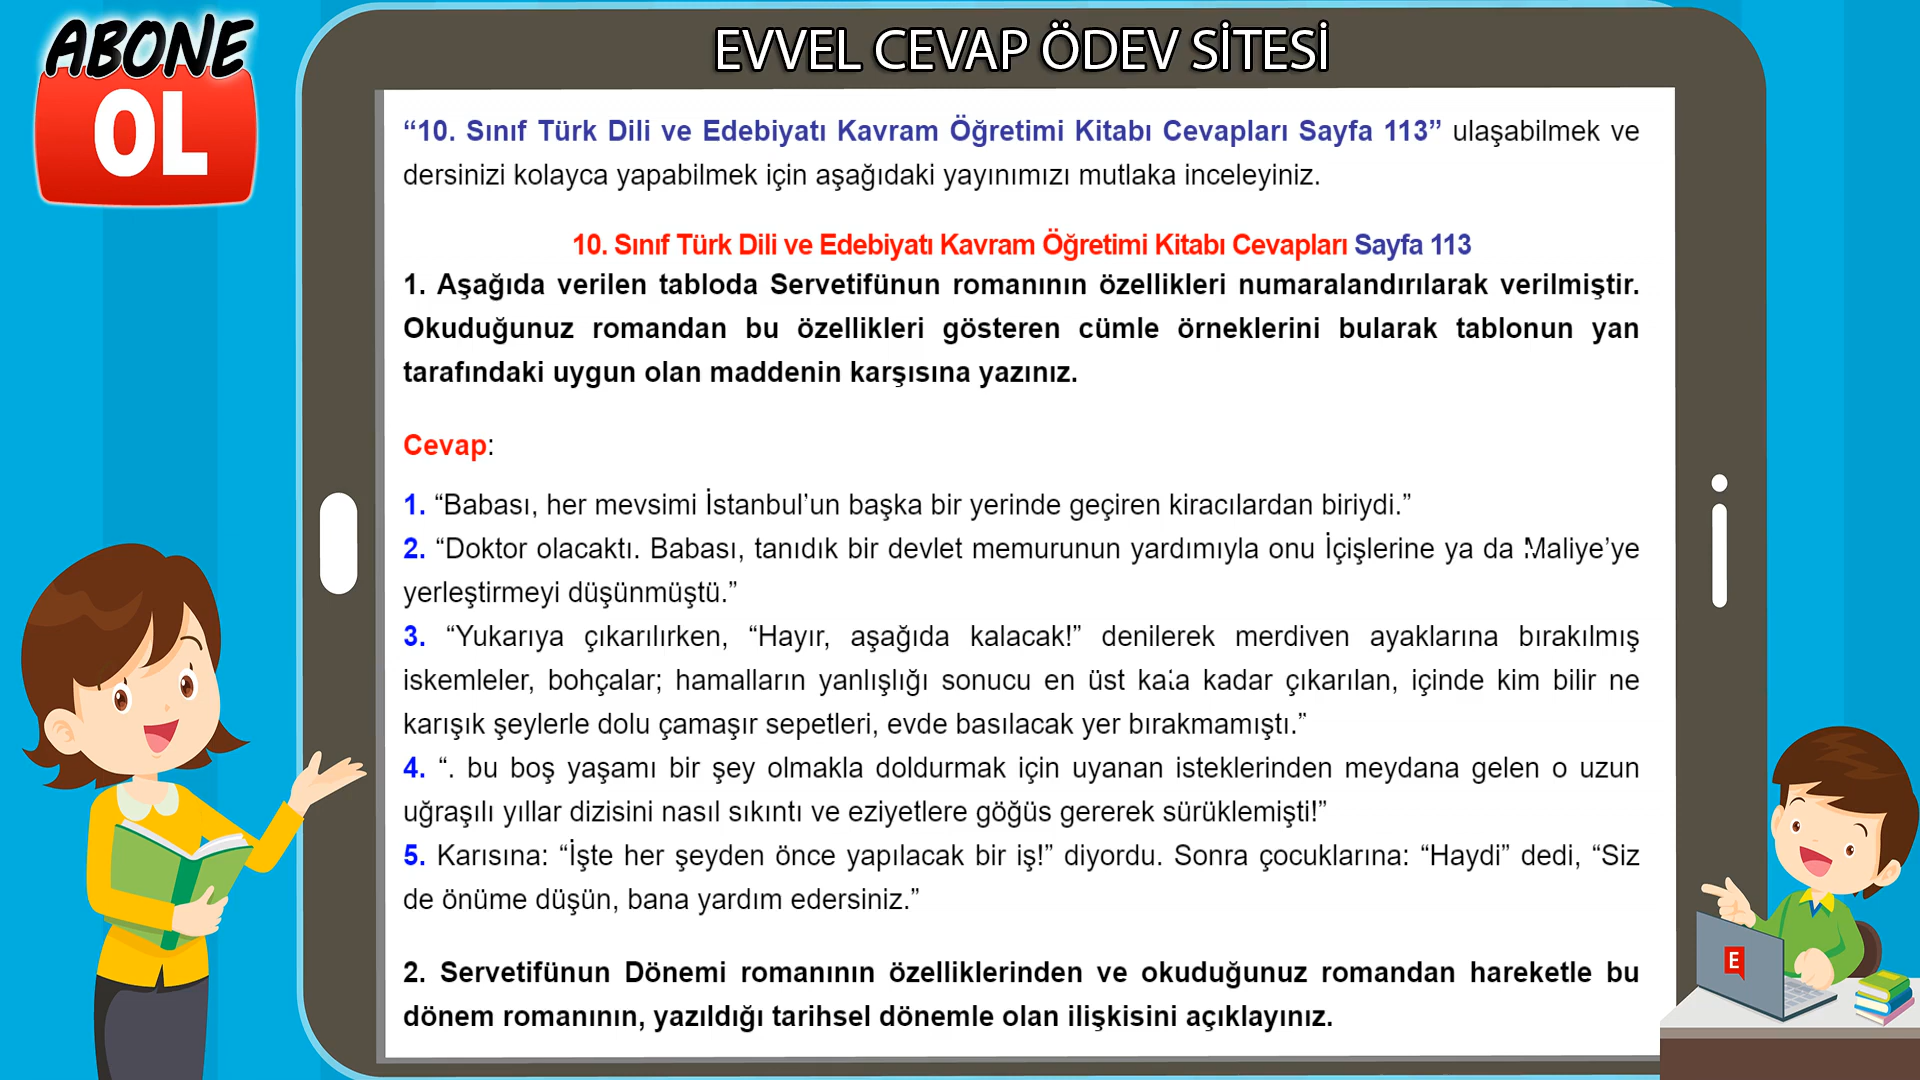 ABONE
OL
EVVEL CEVAP ÖDEV SİTESİ
“10. Sınıf Türk Dili ve Edebiyatı Kavram Öğretimi Kitabı Cevapları Sayfa 113” ulaşabilmek ve
dersinizi kolayca yapabilmek için aşağıdaki yayınımızı mutlaka inceleyiniz.
10. Sınıf Türk Dili ve Edebiyatı Kavram Öğretimi Kitabı Cevapları Sayfa 113
1. Aşağıda verilen tabloda Servetifünun romanının özellikleri numaralandırılarak verilmiştir.
Okuduğunuz romandan bu özellikleri gösteren cümle örneklerini bularak tablonun yan
tarafındaki uygun olan maddenin karşısına yazınız.
Cevap:
1. “Babası, her mevsimi İstanbul’un başka bir yerinde geçiren kiracılardan biriydi.”
2. “Doktor olacaktı. Babası, tanıdık bir devlet memurunun yardımıyla onu İçişlerine ya da Maliye’ye
yerleştirmeyi düşünmüştü.”
3. “Yukarıya çıkarılırken, “Hayır, aşağıda kalacak!” denilerek merdiven ayaklarına bırakılmış
iskemleler, bohçalar; hamalların yanlışlığı sonucu en üst kata kadar çıkarılan, içinde kim bilir ne
karışık şeylerle dolu çamaşır sepetleri, evde basılacak yer bırakmamıştı.”
4. “. bu boş yaşamı bir şey olmakla doldurmak için uyanan isteklerinden meydana gelen o uzun
uğraşılı yıllar dizisini nasıl sıkıntı ve eziyetlere göğüs gererek sürüklemişti!”
5. Karısına: “İşte her şeyden önce yapılacak bir iş!” diyordu. Sonra çocuklarına: “Haydi” dedi, “Siz
de önüme düşün, bana yardım edersiniz.”
2. Servetifünun Dönemi romanının özelliklerinden ve okuduğunuz romandan hareketle bu
dönem romanının, yazıldığı tarihsel dönemle olan ilişkisini açıklayınız.
E